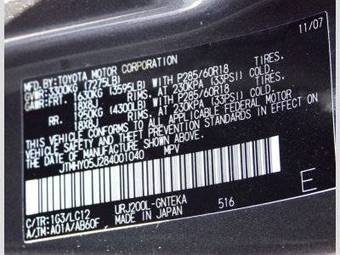 11/07
MFD.BY: TOYOTA MOTOR CORPORATION
GVWR: 3300KG (7275LB)
GAWR: FRT. 1630KG (3595LB) WITH P285/60R18 TIRES,
18X8J RIMS, AT 230KPA (33PSI) COLD.
RR. 1950KG (4300LB) WITH P285/60R18 TIRES,
18X8J RIMS, AT 230KPA (33PSI) COLD.
THIS VEHICLE CONFORMS TO ALL APPLICABLE FEDERAL MOTOR
VEHICLE SAFETY AND THEFT PREVENTION STANDARDS IN EFFECT ON
THE DATE OF MANUFACTURE SHOWN ABOVE.
JTMHY05J284001040 MPV
E
C/TR: 1G3/LC12 URJ200L-GNTEKA
A/TM: A01A/AB60F MADE IN JAPAN 516